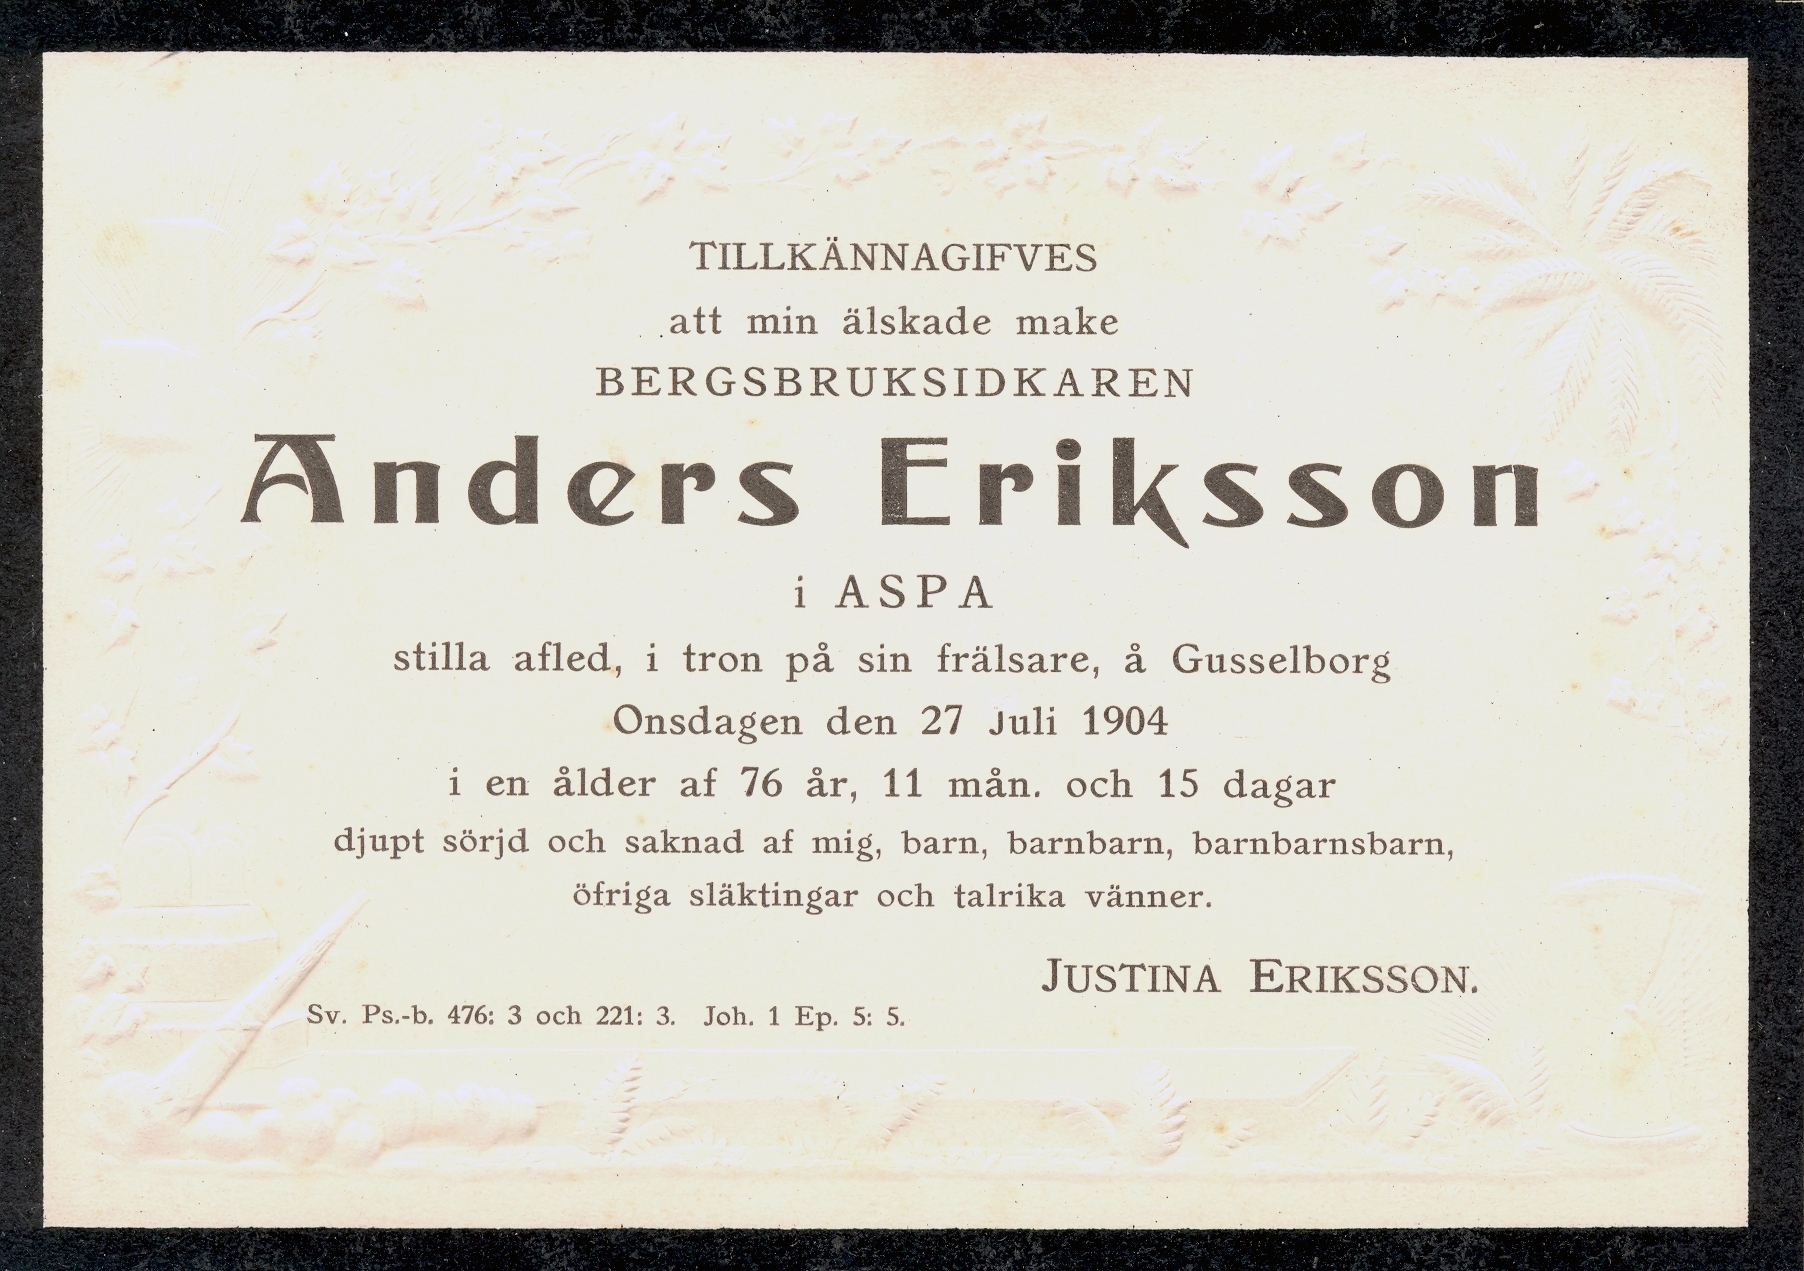 TILLKÄNNAGIFVES
att min älskade make
BERGSBRUKSIDKAREN
Anders Eriksson
i ASPA
stilla afled, i tron på sin frälsare, å Gusselborg
Onsdagen den 27 Juli 1904
i en ålder af 76 år, 11 mån. och 15 dagar
djupt sörjd och saknad af mig, barn, barnbarn, barnbarnsbarn,
öfriga släktingar och talrika vänner.
JUSTINA ERIKSSON.
Sv. Ps.-b. 476: 3 och 221: 3. Joh. 1 Ep. 5: 5.